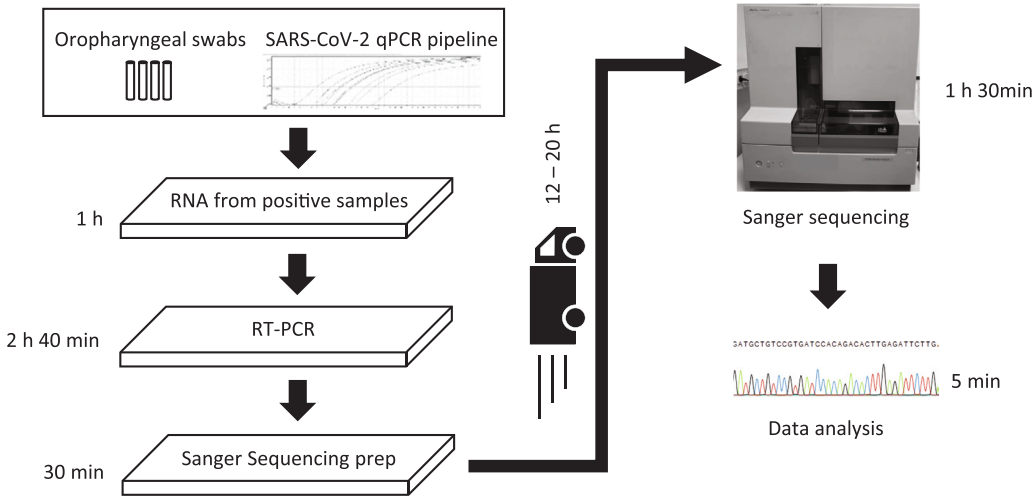 Oropharyngeal swabs
SARS-CoV-2 qPCR pipeline
RNA from positive samples
1 h
RT-PCR
2 h 40 min
Sanger Sequencing prep
30 min
12 – 20 h
1 h 30min
Sanger sequencing
GATGCTGTCCGTGATCCACAGACACTTGAGATTCTTG.
5 min
Data analysis